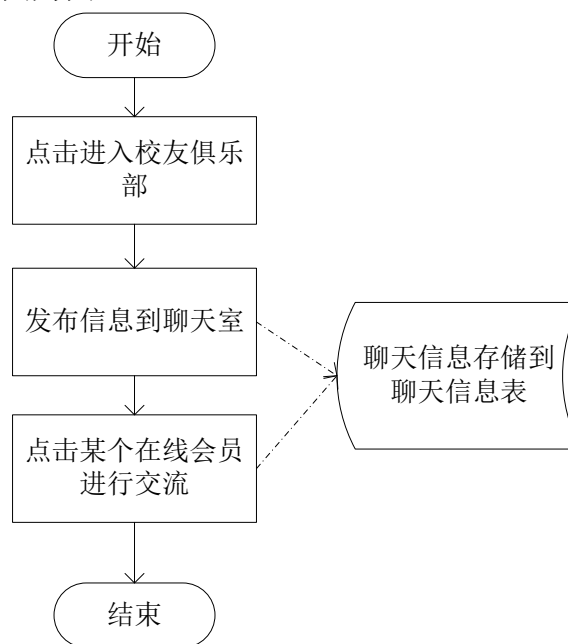 开始
点击进入校友俱乐
部
发布信息到聊天室
聊天信息存储到
聊天信息表
点击某个在线会员
进行交流
结束